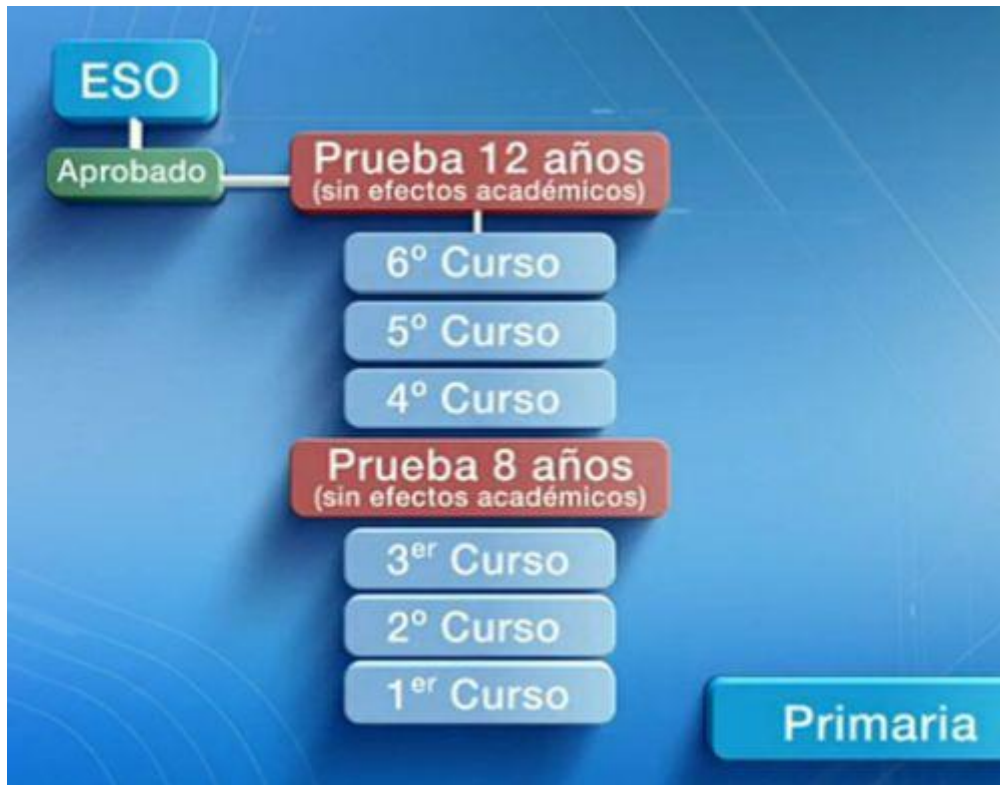 ESO
Aprobado
Prueba 12 años
(sin efectos académicos)
6º Curso
5º Curso
4º Curso
Prueba 8 años
(sin efectos académicos)
3er Curso
2º Curso
1er Curso
Primaria